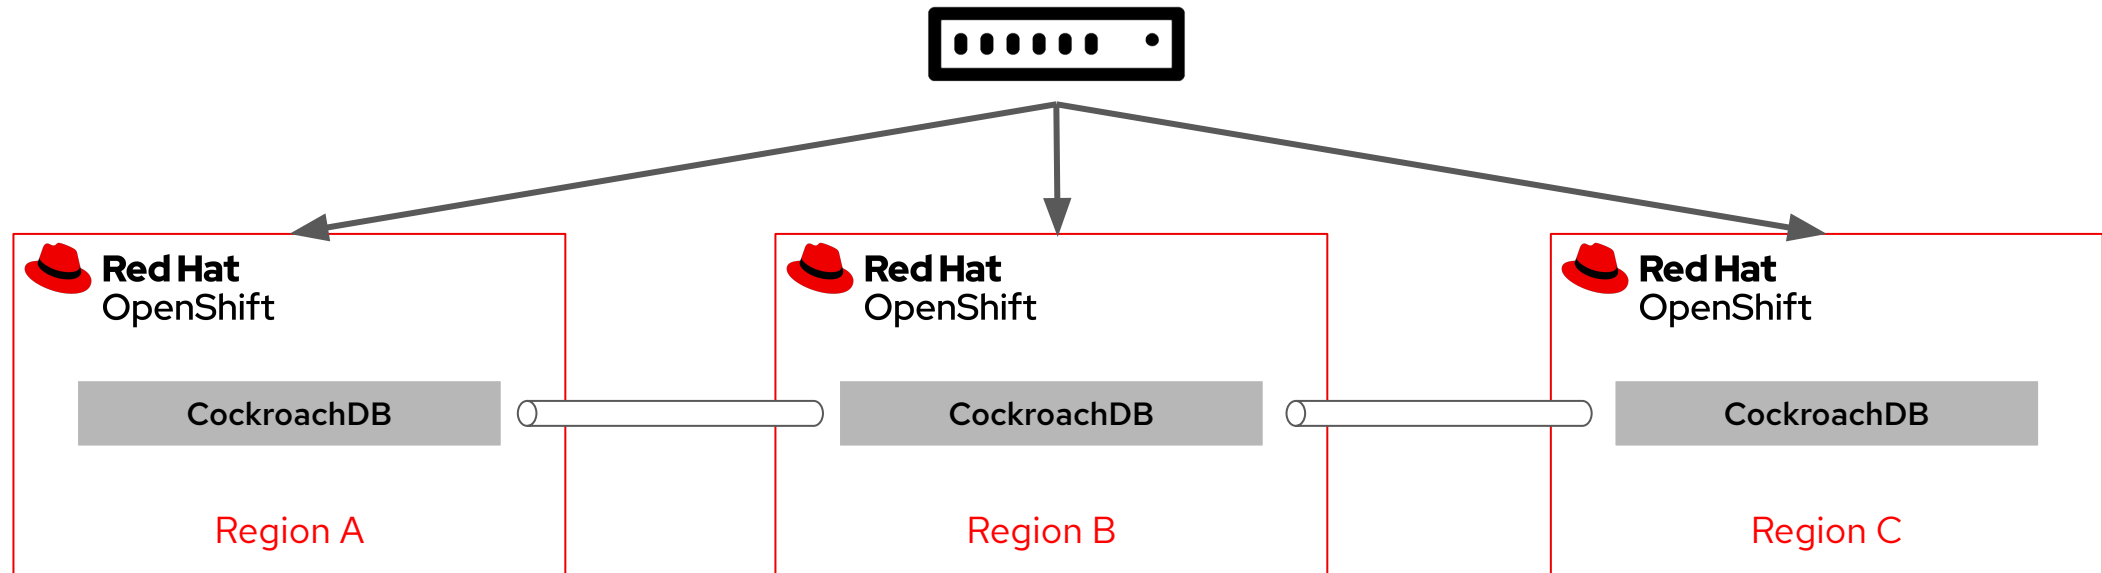 Red Hat
OpenShift
Red Hat
OpenShift
Red Hat
OpenShift
CockroachDB
CockroachDB
CockroachDB
Region A
Region B
Region C